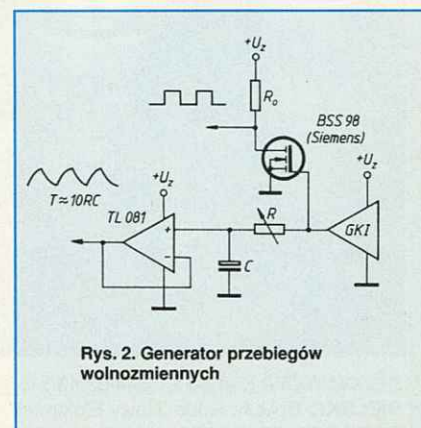 +Uz
Ro
BSS 98
(Siemens)
+Uz
+Uz
T≈10RC
TL 081
R
GKI
+
-
C
Rys. 2. Generator przebiegów
wolnozmiennych